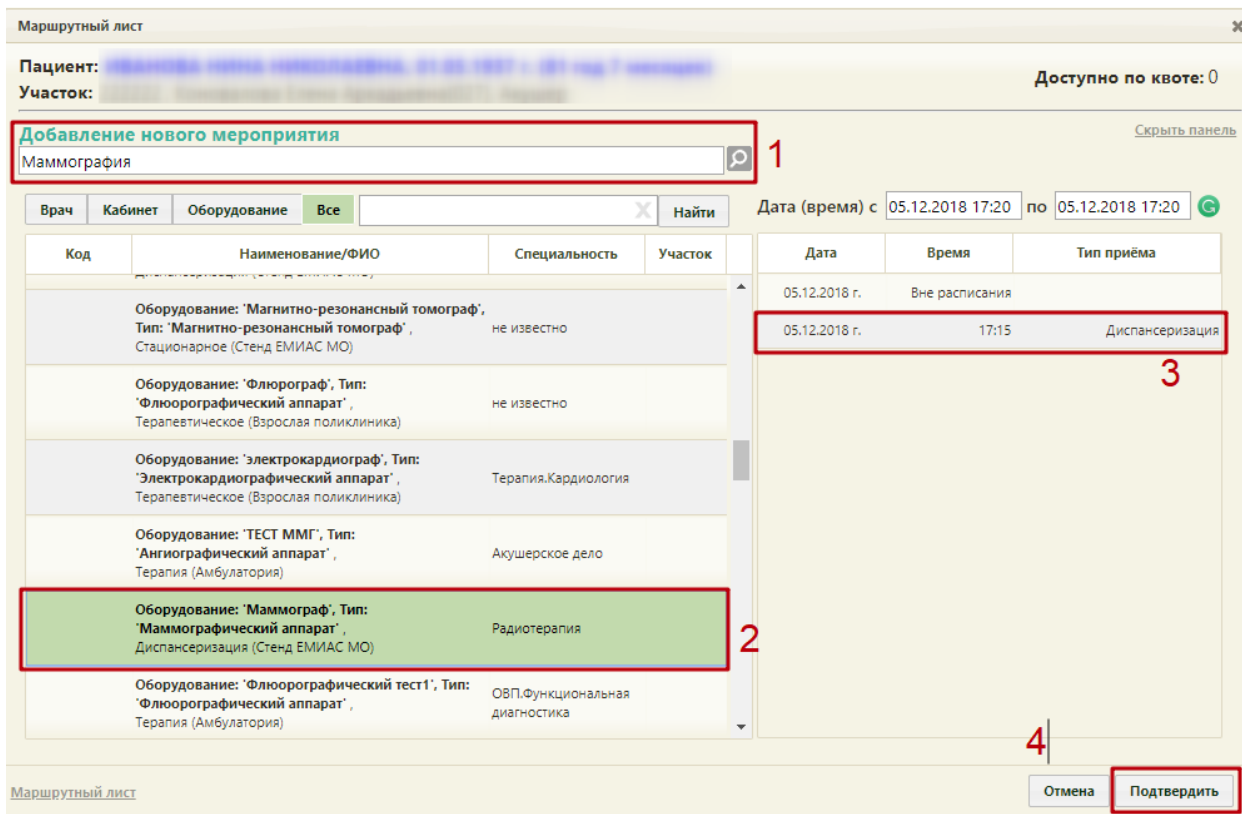 Маршрутный лист
Пациент:
Участок:
Доступно по квоте: 0
Добавление нового мероприятия
Скрыть панель
Маммография
1
Врач Кабинет Оборудование Все Найти
Дата (время) с 05.12.2018 17:20 по 05.12.2018 17:20
Код Наименование/ФИО Специальность Участок
Дата Время Тип приёма
05.12.2018 г. Вне расписания
05.12.2018 г. 17:15 Диспансеризация
3
Оборудование: 'Магнитно-резонансный томограф',
Тип: 'Магнитно-резонансный томограф' , не известно
Стационарное (Стенд ЕМИАС МО)
Оборудование: 'Флюрограф', Тип:
'Флюорографический аппарат' , не известно
Терапевтическое (Взрослая поликлиника)
Оборудование: 'электрокардиограф', Тип:
'Электрокардиографический аппарат' , Терапия.Кардиология
Терапевтическое (Взрослая поликлиника)
Оборудование: 'ТЕСТ ММГ', Тип:
'Ангиографический аппарат' , Акушерское дело
Терапия (Амбулатория)
Оборудование: 'Маммограф', Тип:
'Маммографический аппарат' , Радиотерапия
Диспансеризация (Стенд ЕМИАС МО)
2
Оборудование: 'Флюорографический тест1', Тип:
'Флюорографический аппарат' , ОВП.Функциональная
Терапия (Амбулатория) диагностика
4
Маршрутный лист
Отмена Подтвердить